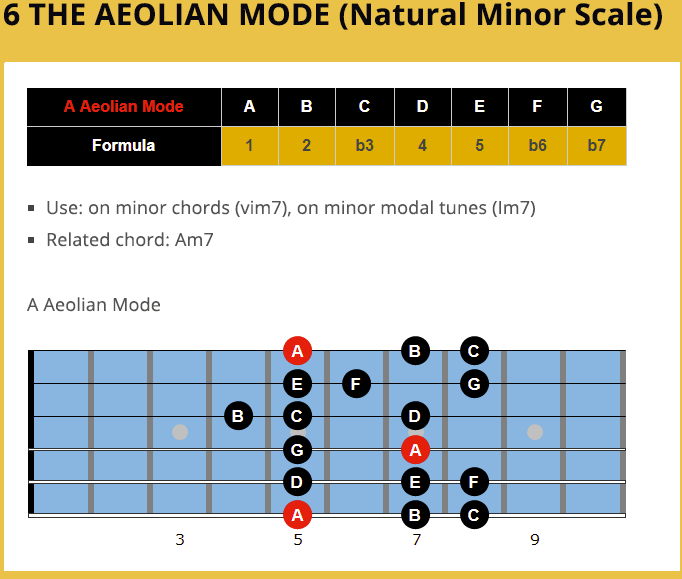 6 THE AEOLIAN MODE (Natural Minor Scale)
A Aeolian Mode A B C D E F G
Formula 1 2 b3 4 5 b6 b7
Use: on minor chords (vim7), on minor modal tunes (Im7)
Related chord: Am7
A Aeolian Mode
A B C
E F G
B C D
G A
D E F
A B C
3 5 7 9